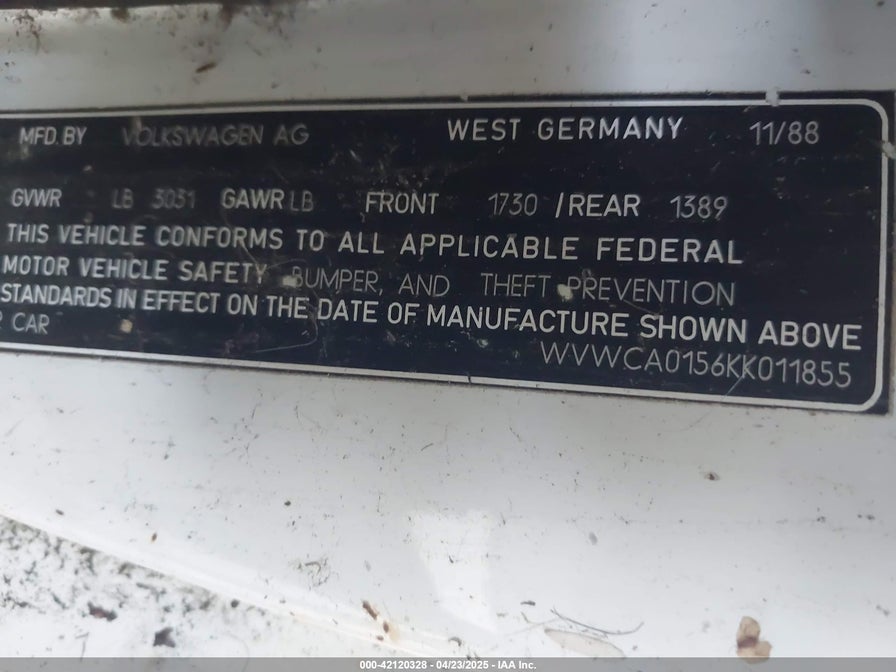 MFD. BY VOLKSWAGEN AG WEST GERMANY 11/88
GVWR LB 3031 GAWR LB FRONT 1730 / REAR 1389
THIS VEHICLE CONFORMS TO ALL APPLICABLE FEDERAL
MOTOR VEHICLE SAFETY BUMPER, AND THEFT PREVENTION
STANDARDS IN EFFECT ON THE DATE OF MANUFACTURE SHOWN ABOVE
R CAR WVWCA0156KK011855
000-42120328 - 04/23/2025 - IAA Inc.